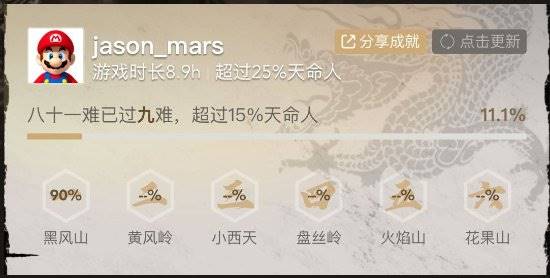 jason_mars
分享成就
点击更新
游戏时长8.9h 超过25%天命人
八十一难已过九难，超过15%天命人
11.1%
90% --% --% --% --% --%
黑风山 黄风岭 小西天 盘丝岭 火焰山 花果山